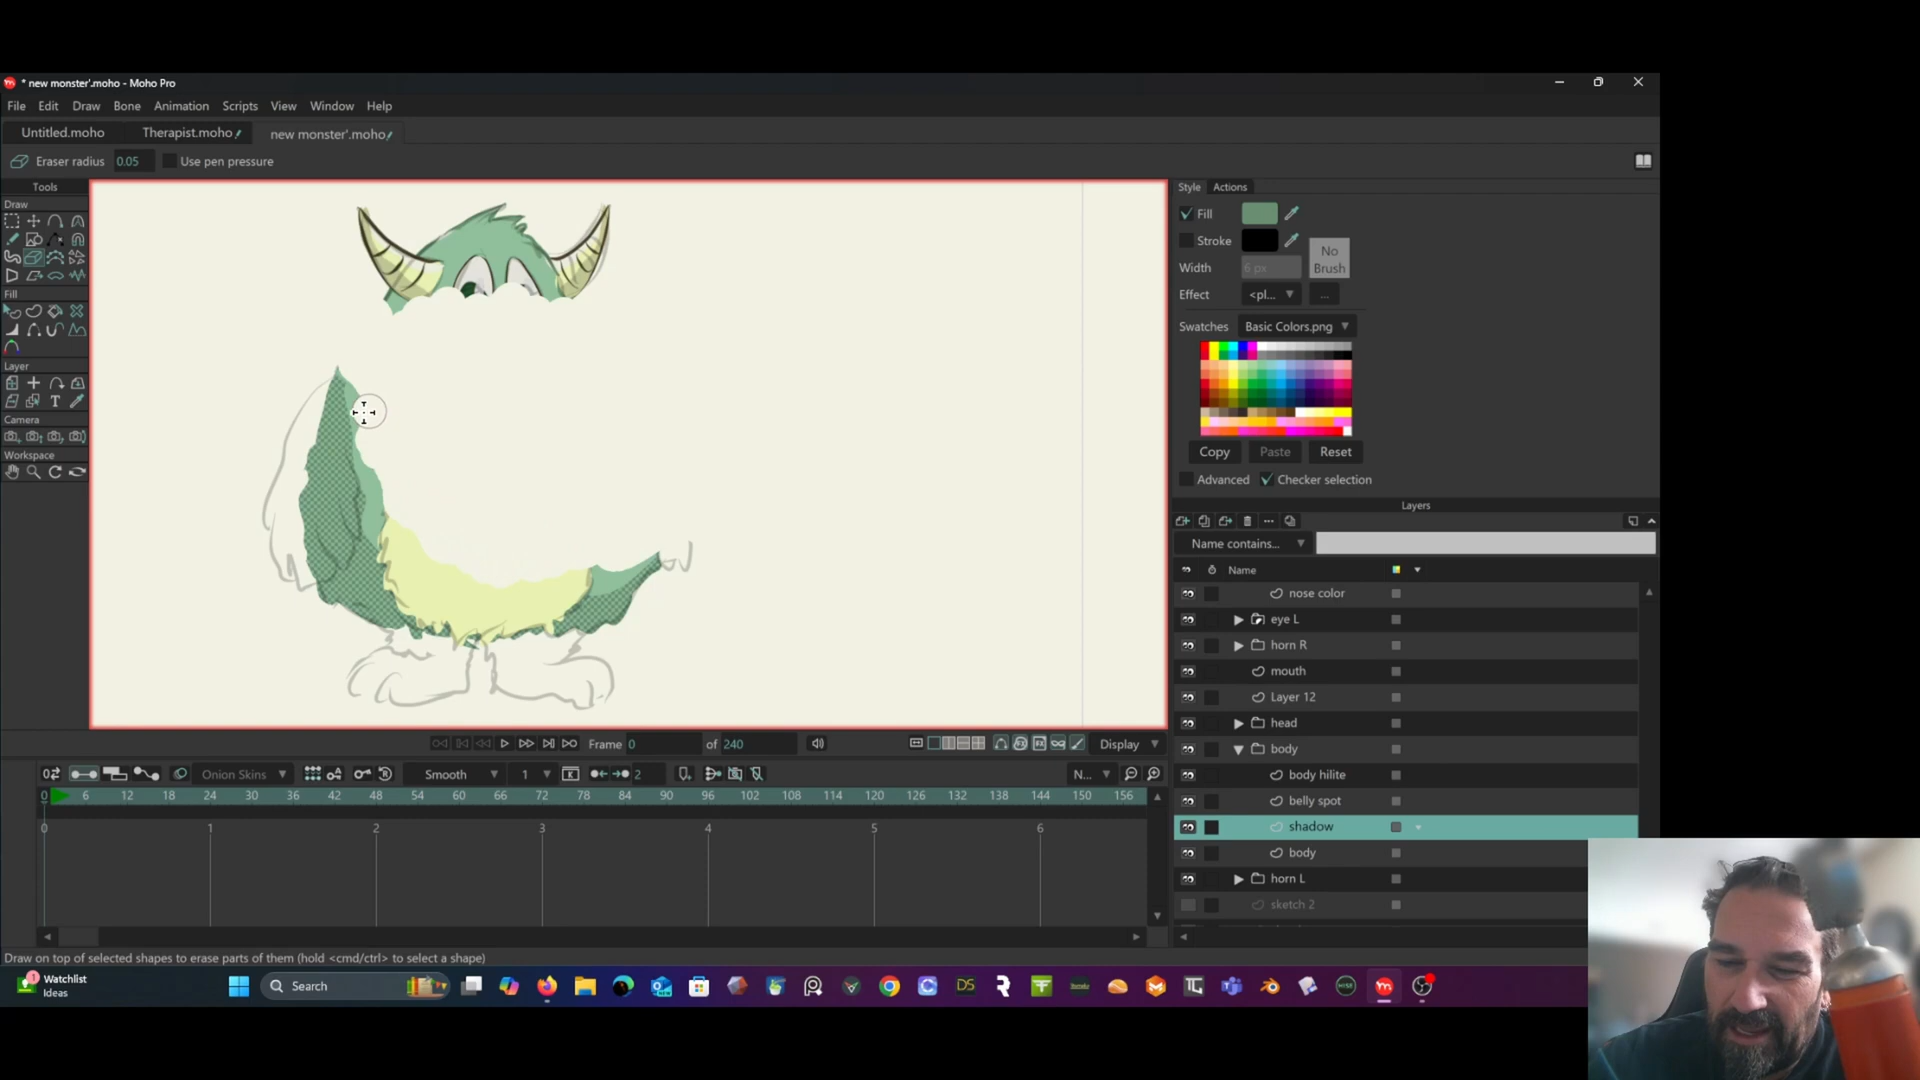 * new monster'.moho - Moho Pro
File Edit Draw Bone Animation Scripts View Window Help
Untitled.moho Therapist.moho new monster'.moho
Eraser radius 0.05 Use pen pressure
Tools
Style Actions
Draw
Fill
Stroke
No Brush
Width 6 px
Effect <pl... ...
Fill
Swatches Basic Colors.png
Layer
Camera
Copy Paste Reset
Workspace
Advanced Checker selection
Layers
Name contains...
Name
nose color
eye L
horn R
mouth
Layer 12
head
body
body hilite
belly spot
shadow
body
horn L
sketch 2
Frame 0 of 240 Display
Onion Skins Smooth 1 2 N...
0 6 12 18 24 30 36 42 48 54 60 66 72 78 84 90 96 102 108 114 120 126 132 138 144 150 156
0 1 2 3 4 5 6
Draw on top of selected shapes to erase parts of them (hold <cmd/ctrl> to select a shape)
1 Watchlist
Ideas
Search
DS